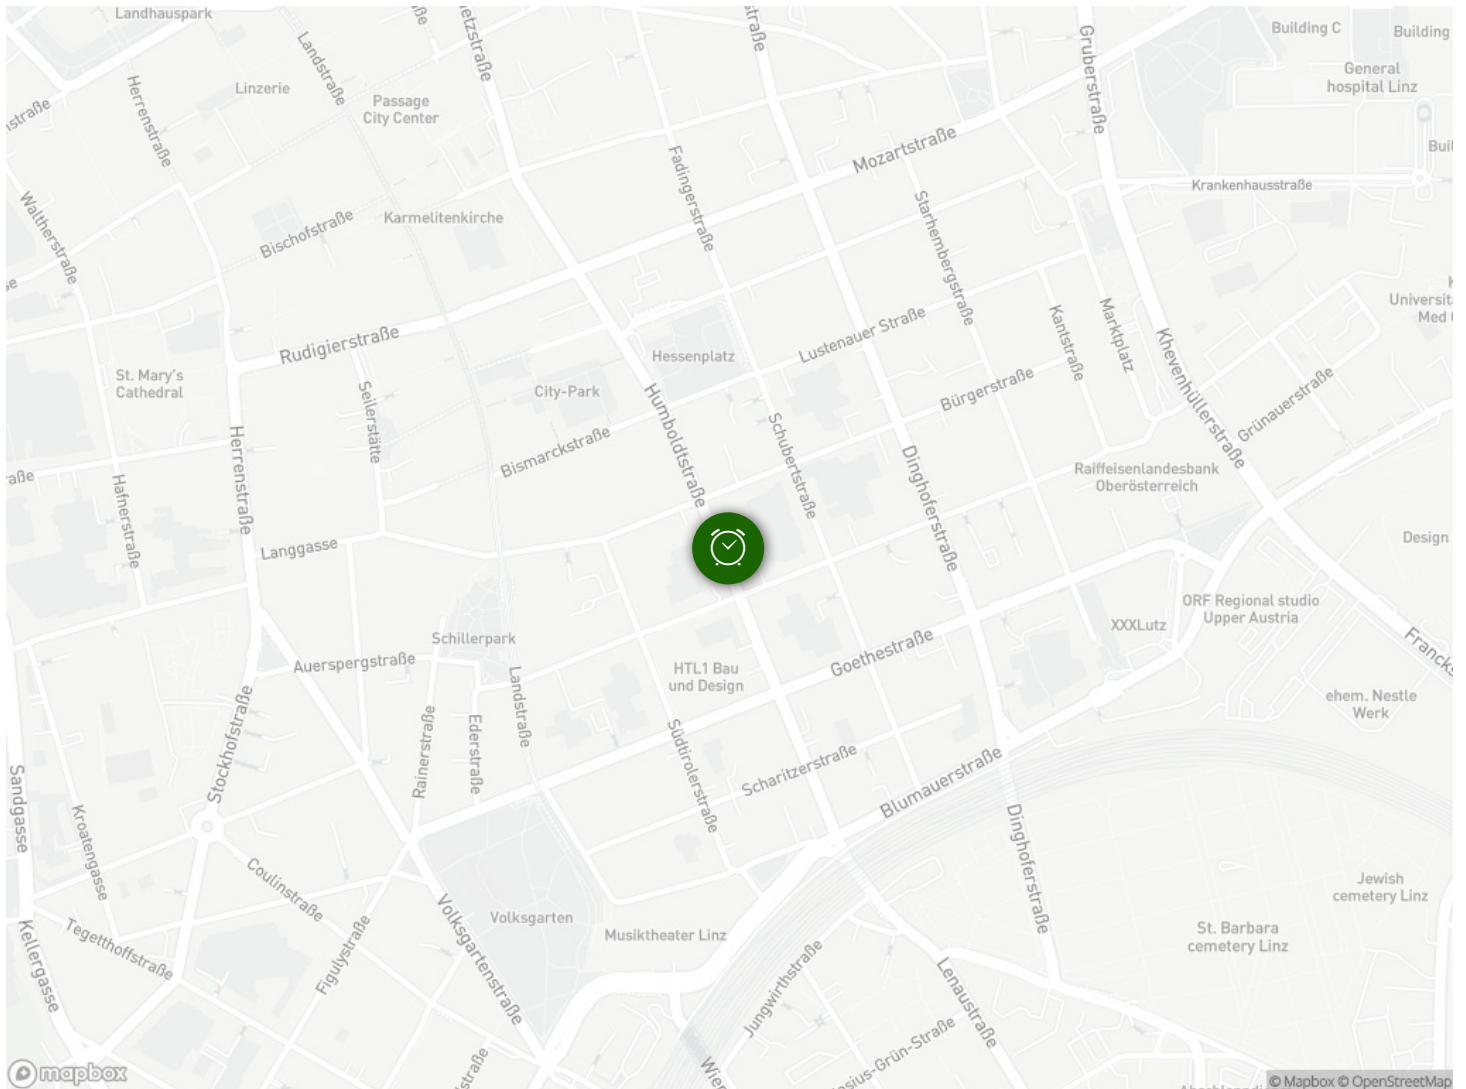 Landhauspark
Landstraße
Herrenstraße
Linzerie
Passage
City Center
Building C
Building
General
hospital Linz
Gruberstraße
Mozartstraße
Fadingerstraße
Krankenhausstraße
Waltherstraße
Bischofstraße
Karmelitenkirche
Starhembergstraße
Rudigierstraße
Hessenplatz
Lustenauer Straße
Kantstraße
Marktplatz
Khevenhüllerstraße
St. Mary's
Cathedral
Seilerstätte
City-Park
Humboldtstraße
Bürgerstraße
Grünauerstraße
Bismarckstraße
Schubertstraße
Herrenstraße
Dinghoferstraße
Raiffeisenlandesbank
Oberösterreich
Hafnerstraße
Langgasse
Design
ORF Regional studio
Upper Austria
XXXLutz
Schillerpark
Auerspergstraße
Goethestraße
HTL1 Bau
und Design
Landstraße
Stockhofstraße
Rainerstraße
Ederstraße
Südtirolerstraße
ehem. Nestle
Werk
Scharitzerstraße
Blumauerstraße
Sandgasse
Kroatengasse
Dinghoferstraße
Coulinstraße
Jewish
cemetery Linz
Volksgartenstraße
Volksgarten
Musiktheater Linz
St. Barbara
cemetery Linz
Tegetthoffstraße
Figulystraße
Kellergasse
Jungwirthstraße
Lenaustraße
mapbox
© Mapbox © OpenStreetMap